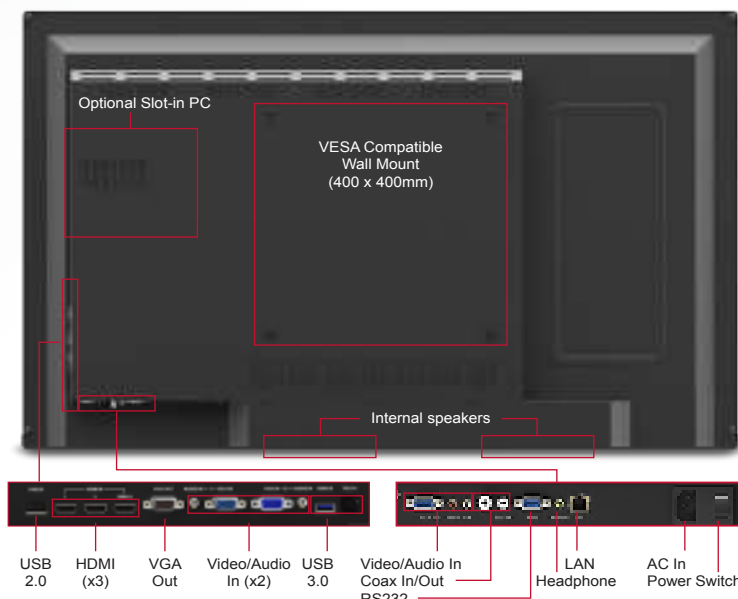 Optional Slot-in PC
VESA Compatible
Wall Mount
(400 x 400mm)
Internal speakers
USB
2.0
HDMI
(x3)
VGA
Out
Video/Audio
In (x2)
USB
3.0
Video/Audio In
Coax In/Out
RS232
LAN
Headphone
AC In
Power Switch